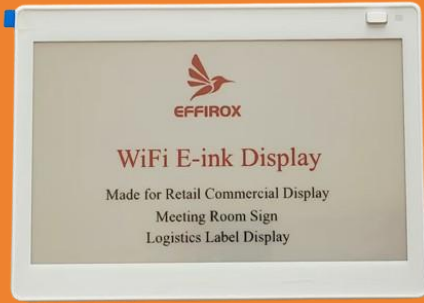 EFFIROX
WiFi E-ink Display
Made for Retail Commercial Display
Meeting Room Sign
Logistics Label Display